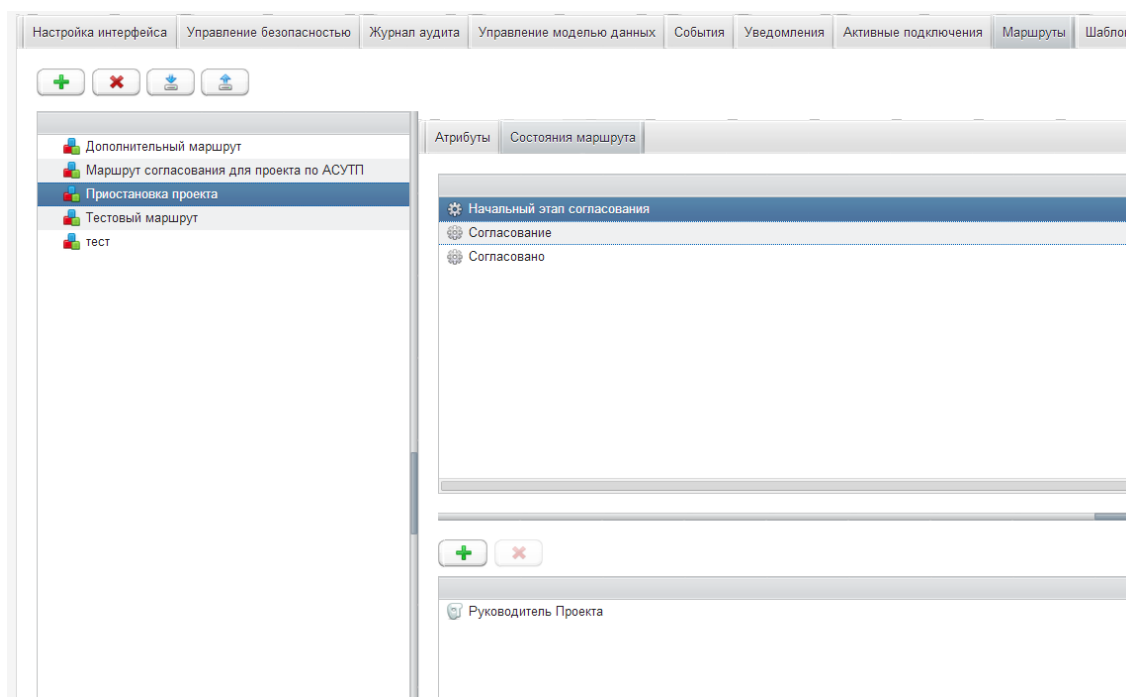 Настройка интерфейса Управление безопасностью Журнал аудита Управление моделью данных События Уведомления Активные подключения Маршруты Шабло
Атрибуты Состояния маршрута
Дополнительный маршрут
Маршрут согласования для проекта по АСУТП
Приостановка проекта
Тестовый маршрут
тест
Начальный этап согласования
Согласование
Согласовано
Руководитель Проекта